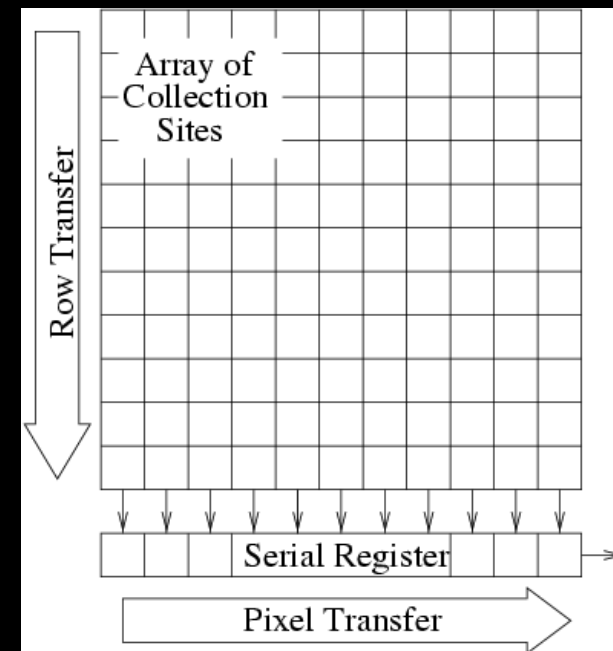 Array of
Collection
Sites
Row Transfer
Serial Register
Pixel Transfer